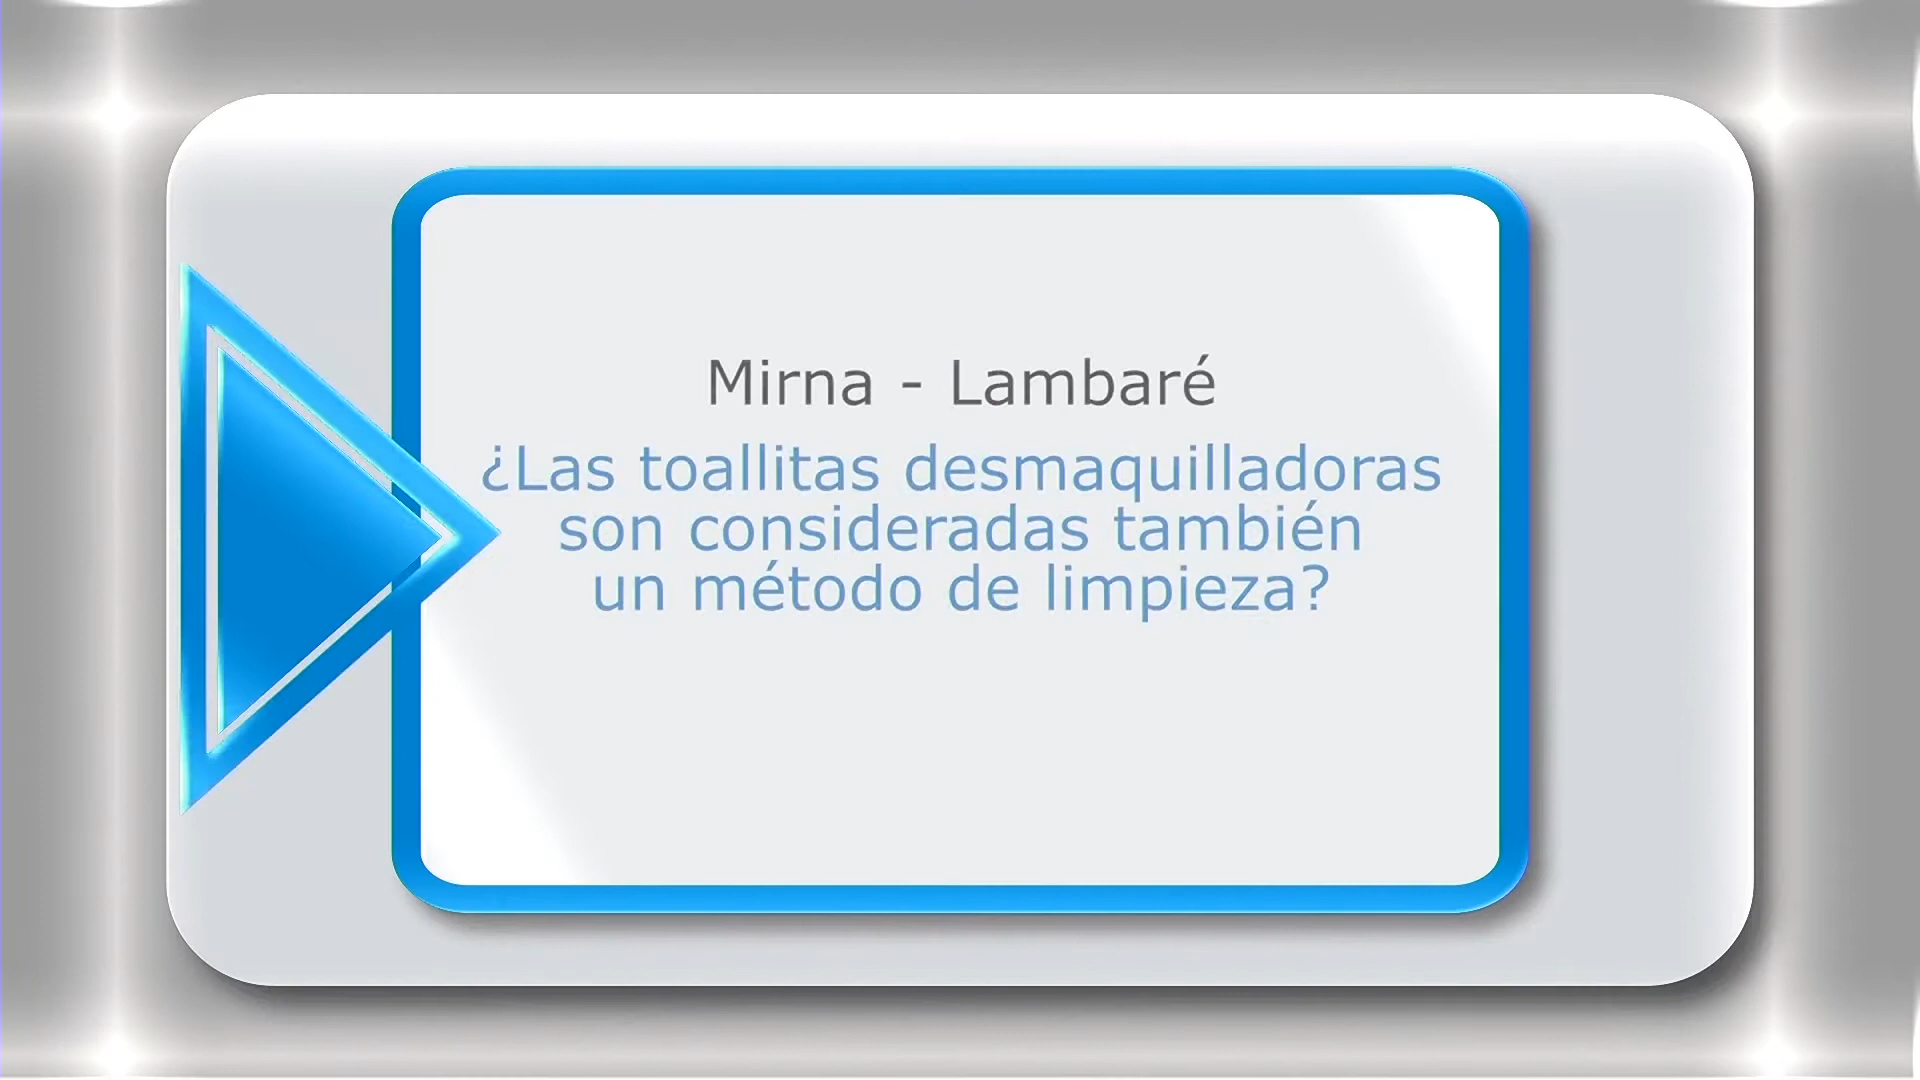 Mirna - Lambaré
¿Las toallitas desmaquilladoras
son consideradas también
un método de limpieza?